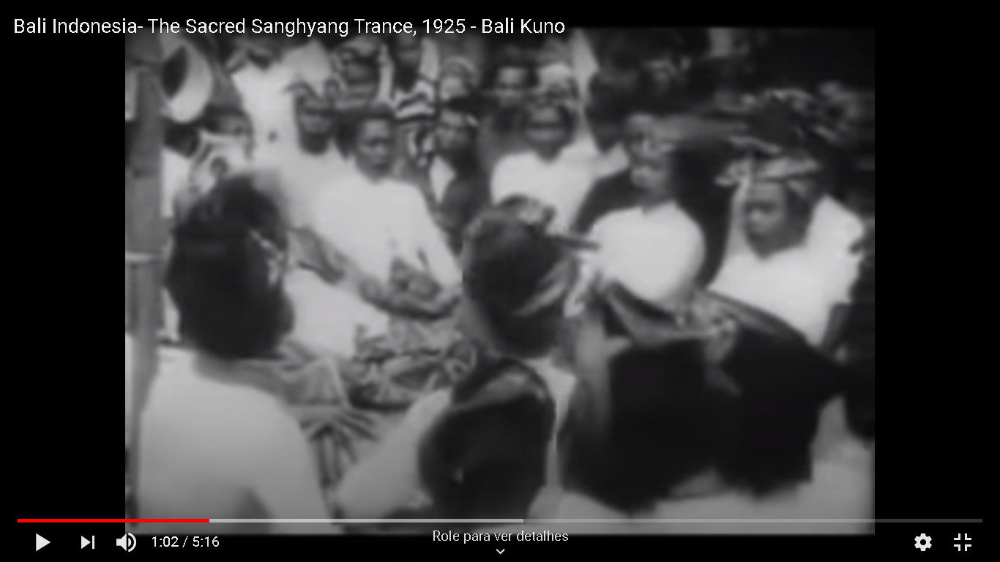 Bali Indonesia- The Sacred Sanghyang Trance, 1925 - Bali Kuno
1:02 / 5:16
Role para ver detalhes